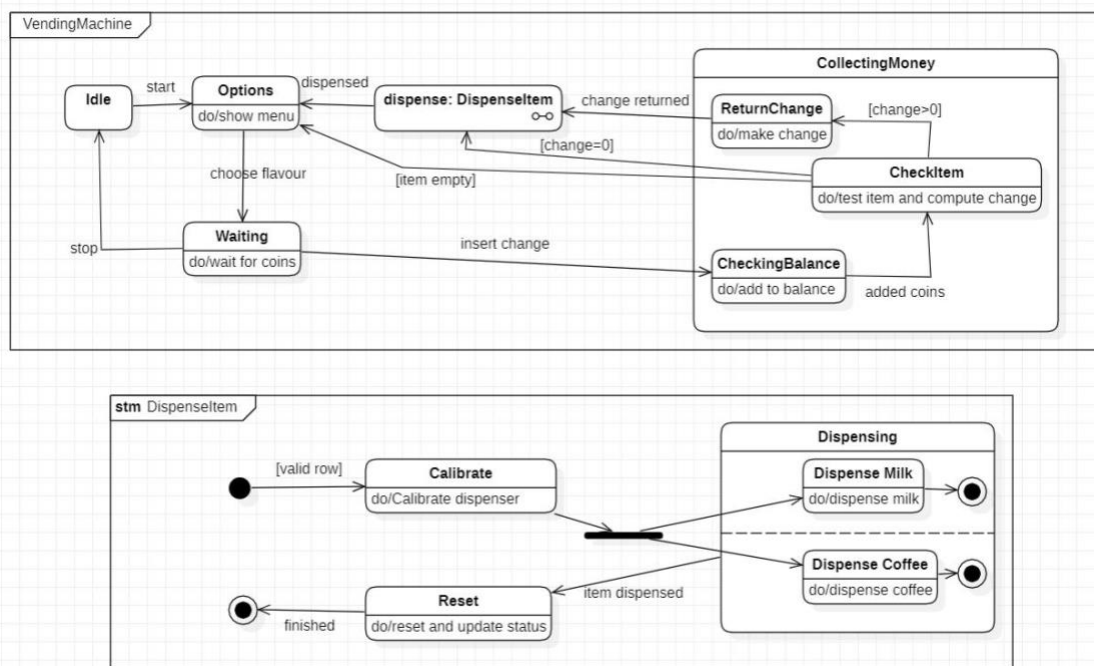 VendingMachine
CollectingMoney
Idle
start
Options
do/show menu
dispensed
dispense: DispenseItem
change returned
ReturnChange
do/make change
[change>0]
[change=0]
CheckItem
do/test item and compute change
choose flavour
[item empty]
stop
Waiting
do/wait for coins
insert change
CheckingBalance
do/add to balance
added coins
stm DispenseItem
Dispensing
[valid row]
Calibrate
do/Calibrate dispenser
Dispense Milk
do/dispense milk
Dispense Coffee
do/dispense coffee
item dispensed
Reset
do/reset and update status
finished